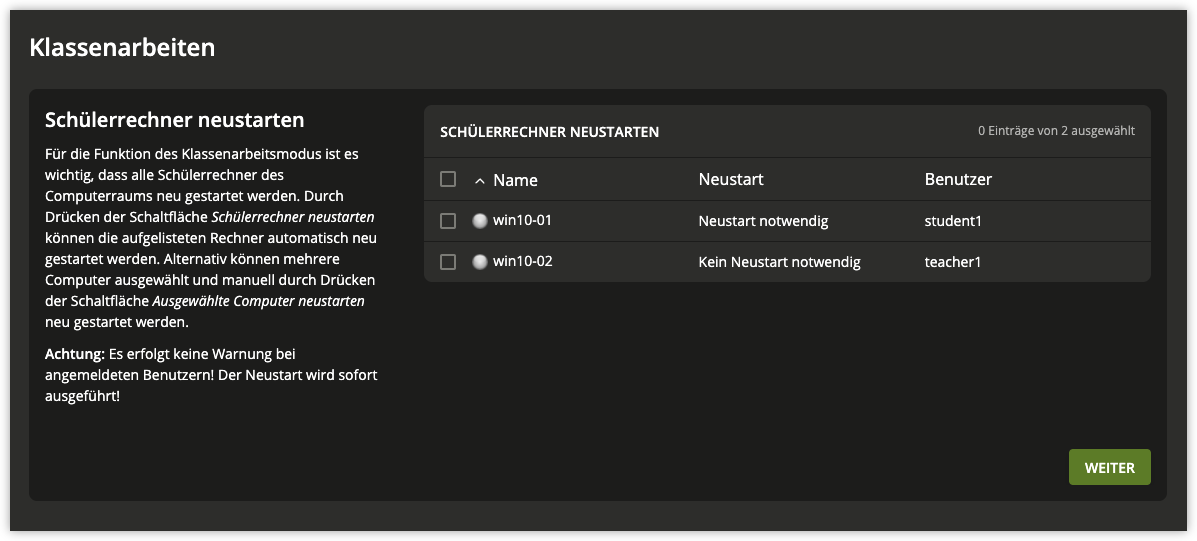 Klassenarbeiten
Schülerrechner neustarten
Für die Funktion des Klassenarbeitsmodus ist es
wichtig, dass alle Schülerrechner des
Computerraums neu gestartet werden. Durch
Drücken der Schaltfläche Schülerrechner neustarten
können die aufgelisteten Rechner automatisch neu
gestartet werden. Alternativ können mehrere
Computer ausgewählt und manuell durch Drücken
der Schaltfläche Ausgewählte Computer neustarten
neu gestartet werden.
Achtung: Es erfolgt keine Warnung bei
angemeldeten Benutzern! Der Neustart wird sofort
ausgeführt!
SCHÜLERRECHNER NEUSTARTEN 0 Einträge von 2 ausgewählt
Name Neustart Benutzer
win10-01 Neustart notwendig student1
win10-02 Kein Neustart notwendig teacher1
WEITER